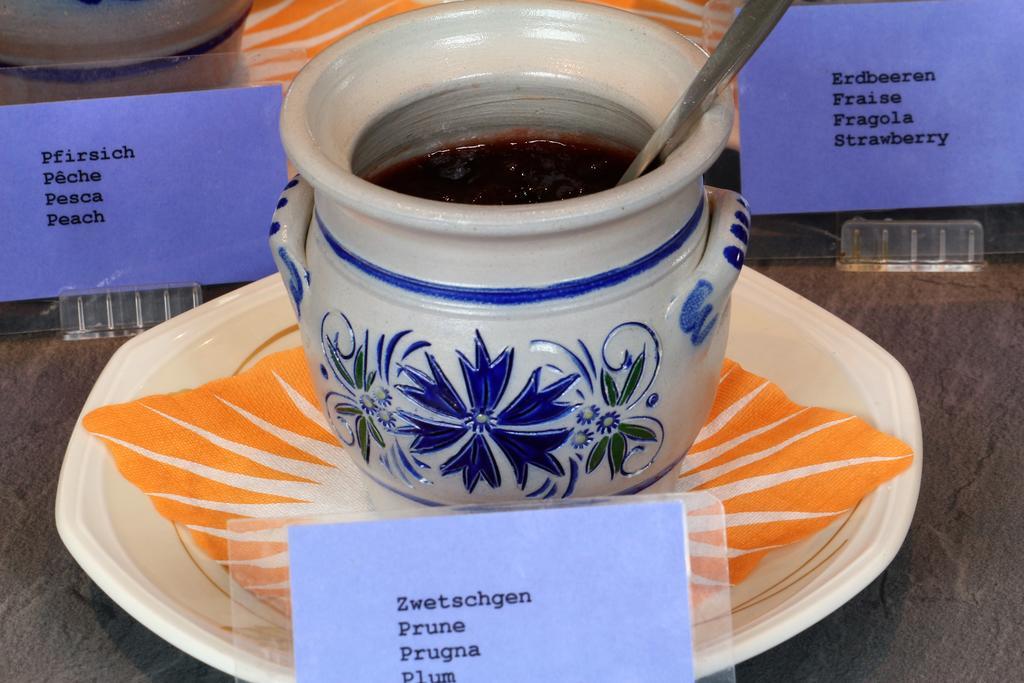 Pfirsich
Pêche
Pesca
Peach
Erdbeeren
Fraise
Fragola
Strawberry
Zwetschgen
Prune
Prugna
Plum